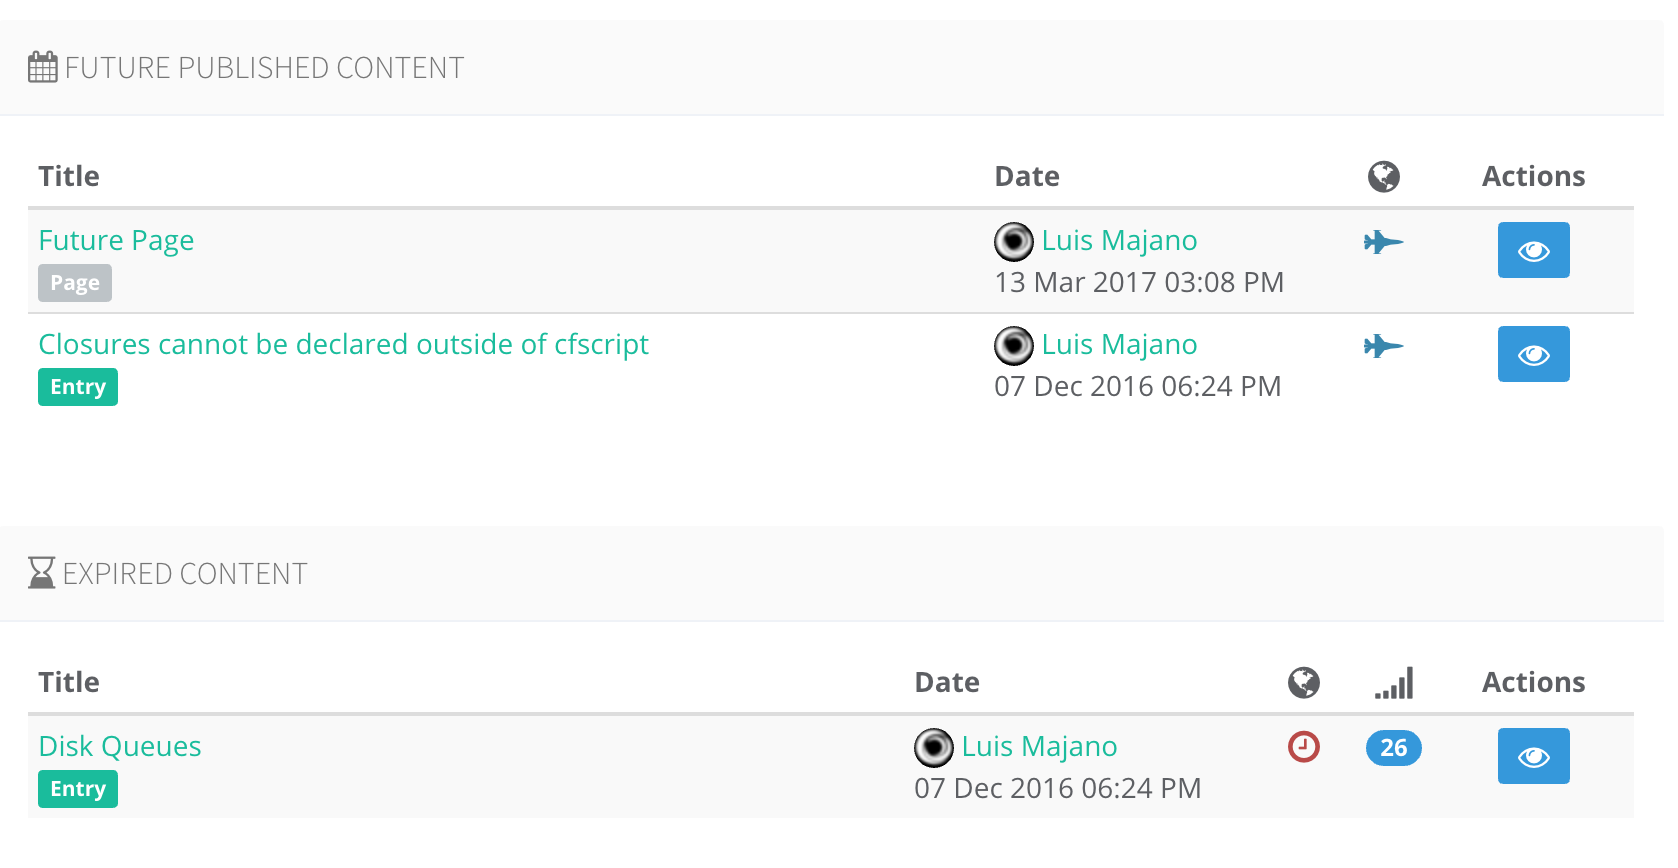 FUTURE PUBLISHED CONTENT
Title Date Actions
Future Page Luis Majano
Page 13 Mar 2017 03:08 PM
Closures cannot be declared outside of cfscript Luis Majano
Entry 07 Dec 2016 06:24 PM
EXPIRED CONTENT
Title Date Actions
Disk Queues Luis Majano 26
Entry 07 Dec 2016 06:24 PM